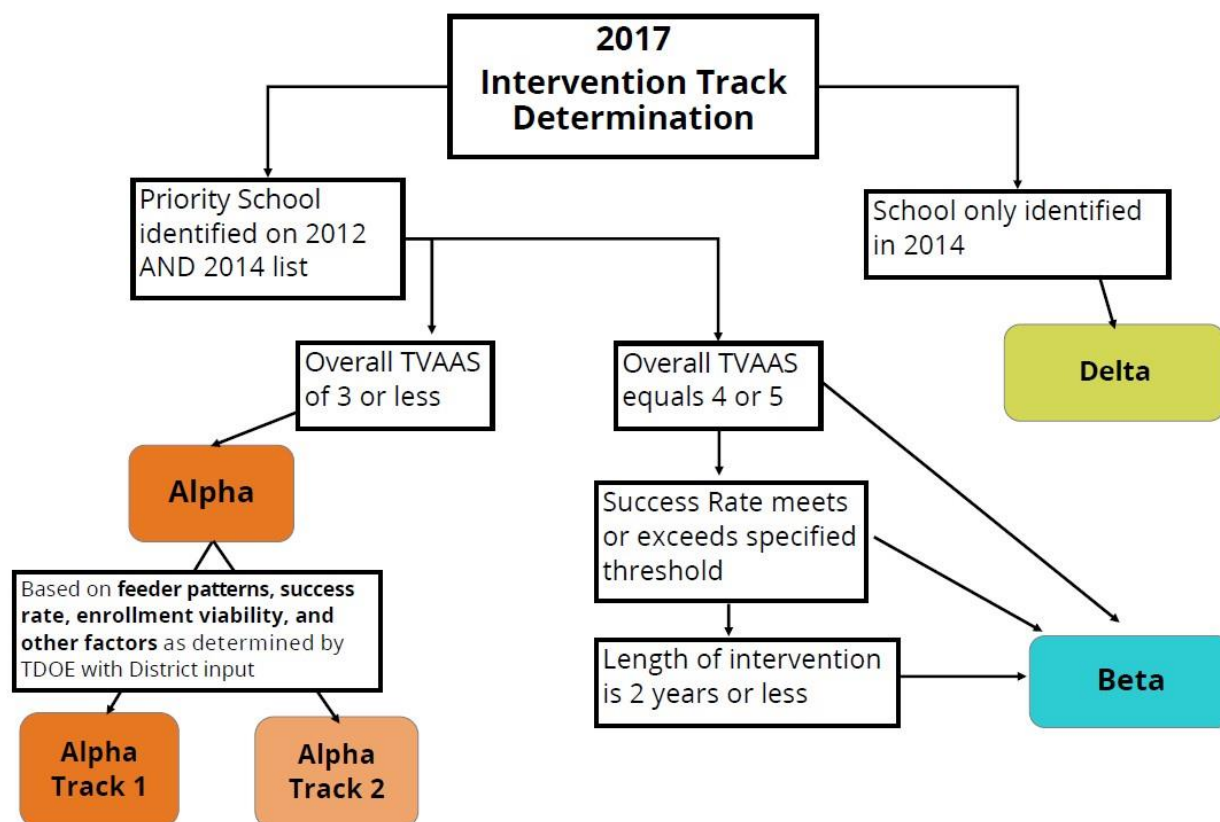 2017
Intervention Track
Determination
Priority School
identified on 2012
AND 2014 list
School only identified
in 2014
Overall TVAAS
of 3 or less
Overall TVAAS
equals 4 or 5
Delta
Alpha
Success Rate meets
or exceeds specified
threshold
Based on feeder patterns, success
rate, enrollment viability, and
other factors as determined by
TDOE with District input
Length of intervention
is 2 years or less
Beta
Alpha
Track 1
Alpha
Track 2